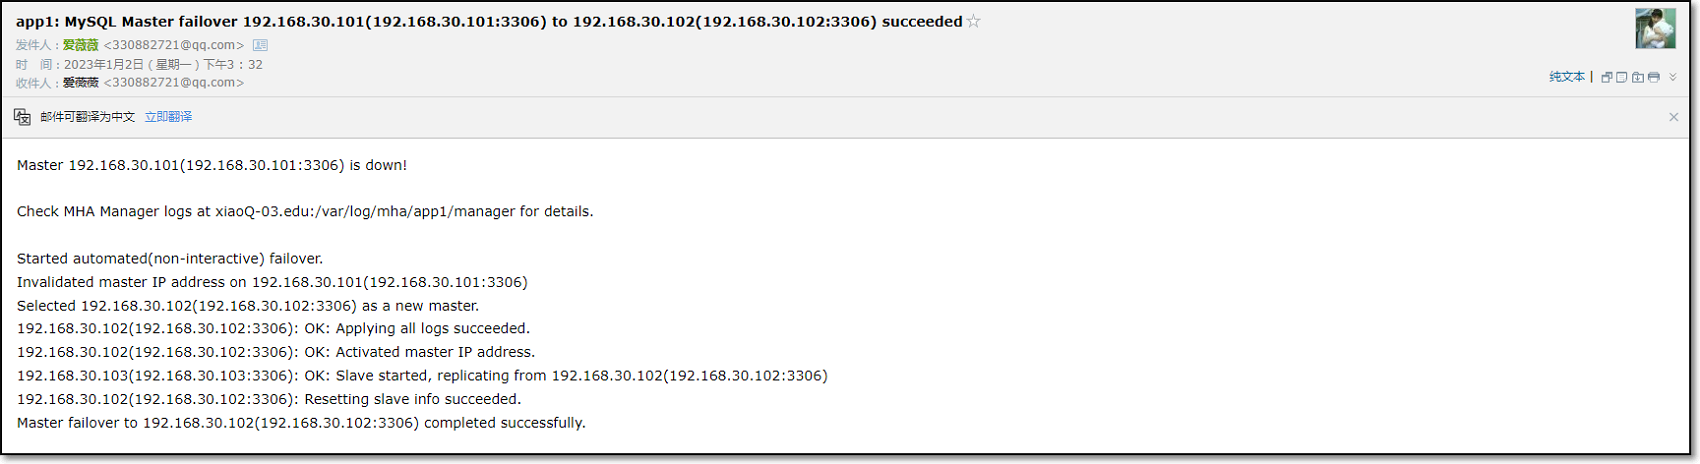 app1: MySQL Master failover 192.168.30.101(192.168.30.101:3306) to 192.168.30.102(192.168.30.102:3306) succeeded
发件人：爱薇薇 <330882721@qq.com>
时　间：2023年1月2日（星期一）下午3：32
收件人：爱薇薇 <330882721@qq.com>
纯文本 |
邮件可翻译为中文 立即翻译
Master 192.168.30.101(192.168.30.101:3306) is down!
Check MHA Manager logs at xiaoQ-03.edu:/var/log/mha/app1/manager for details.
Started automated(non-interactive) failover.
Invalidated master IP address on 192.168.30.101(192.168.30.101:3306)
Selected 192.168.30.102(192.168.30.102:3306) as a new master.
192.168.30.102(192.168.30.102:3306): OK: Applying all logs succeeded.
192.168.30.102(192.168.30.102:3306): OK: Activated master IP address.
192.168.30.103(192.168.30.103:3306): OK: Slave started, replicating from 192.168.30.102(192.168.30.102:3306)
192.168.30.102(192.168.30.102:3306): Resetting slave info succeeded.
Master failover to 192.168.30.102(192.168.30.102:3306) completed successfully.